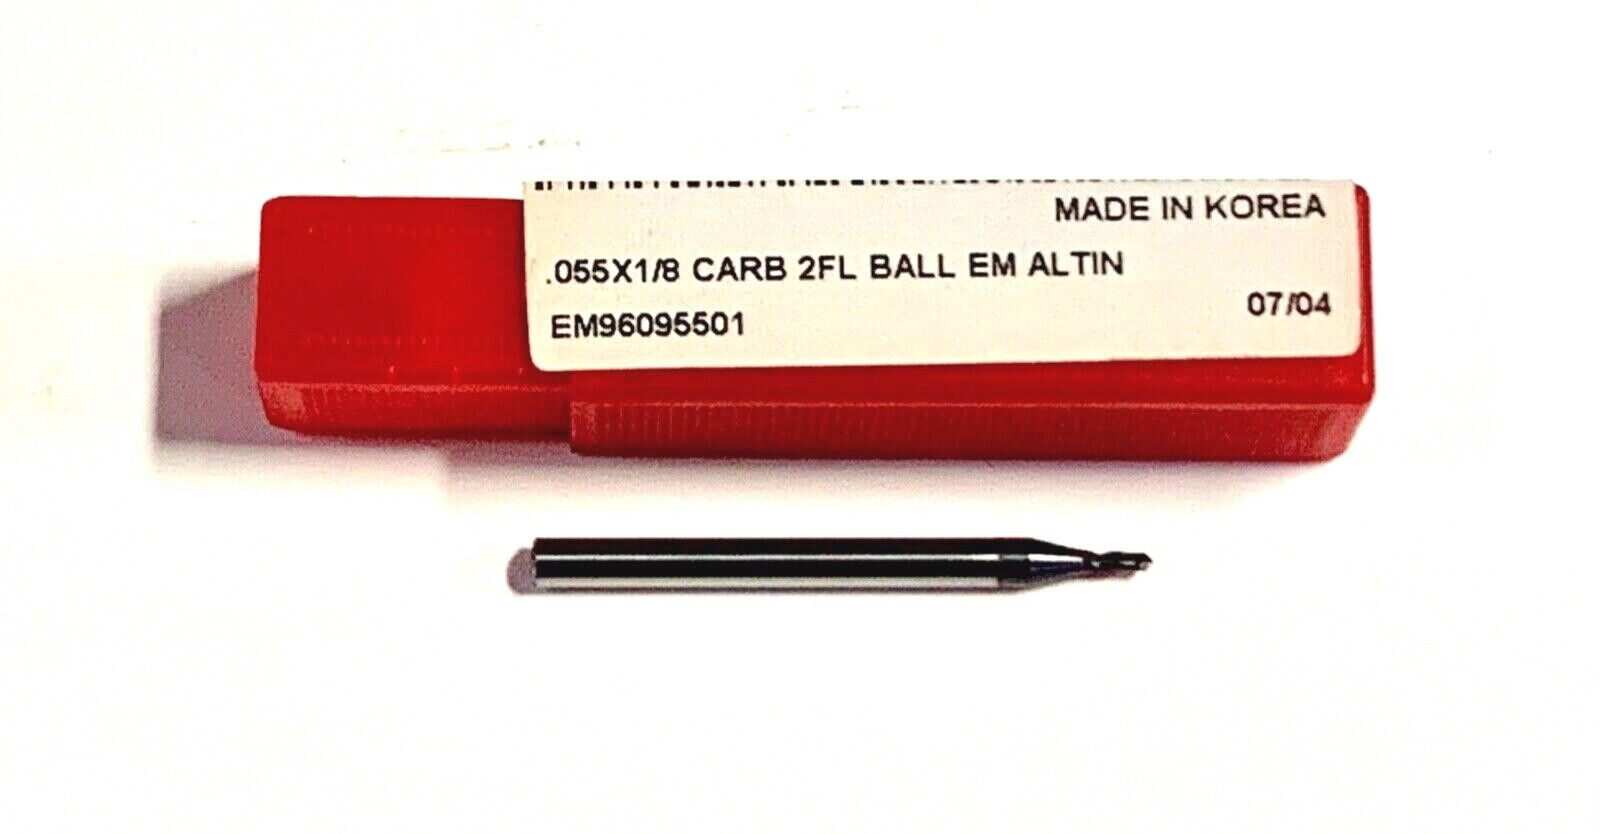 MADE IN KOREA
.055X1/8 CARB 2FL BALL EM ALTIN
07/04
EM96095501